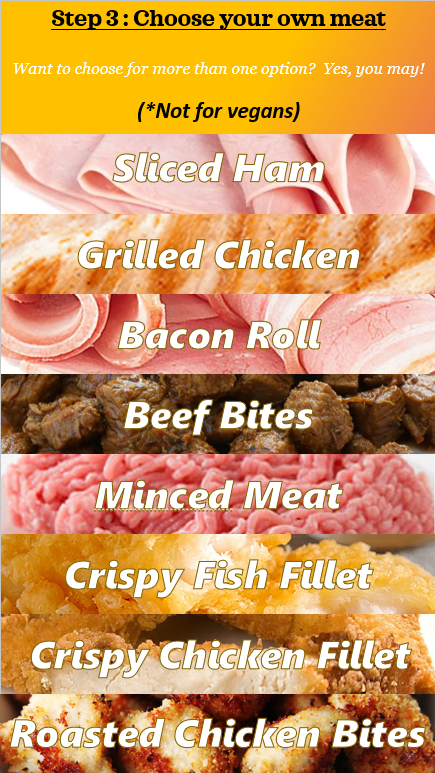 Step 3 : Choose your own meat
Want to choose for more than one option? Yes, you may!
(*Not for vegans)
Sliced Ham
Grilled Chicken
Bacon Roll
Beef Bites
Minced Meat
Crispy Fish Fillet
Crispy Chicken Fillet
Roasted Chicken Bites